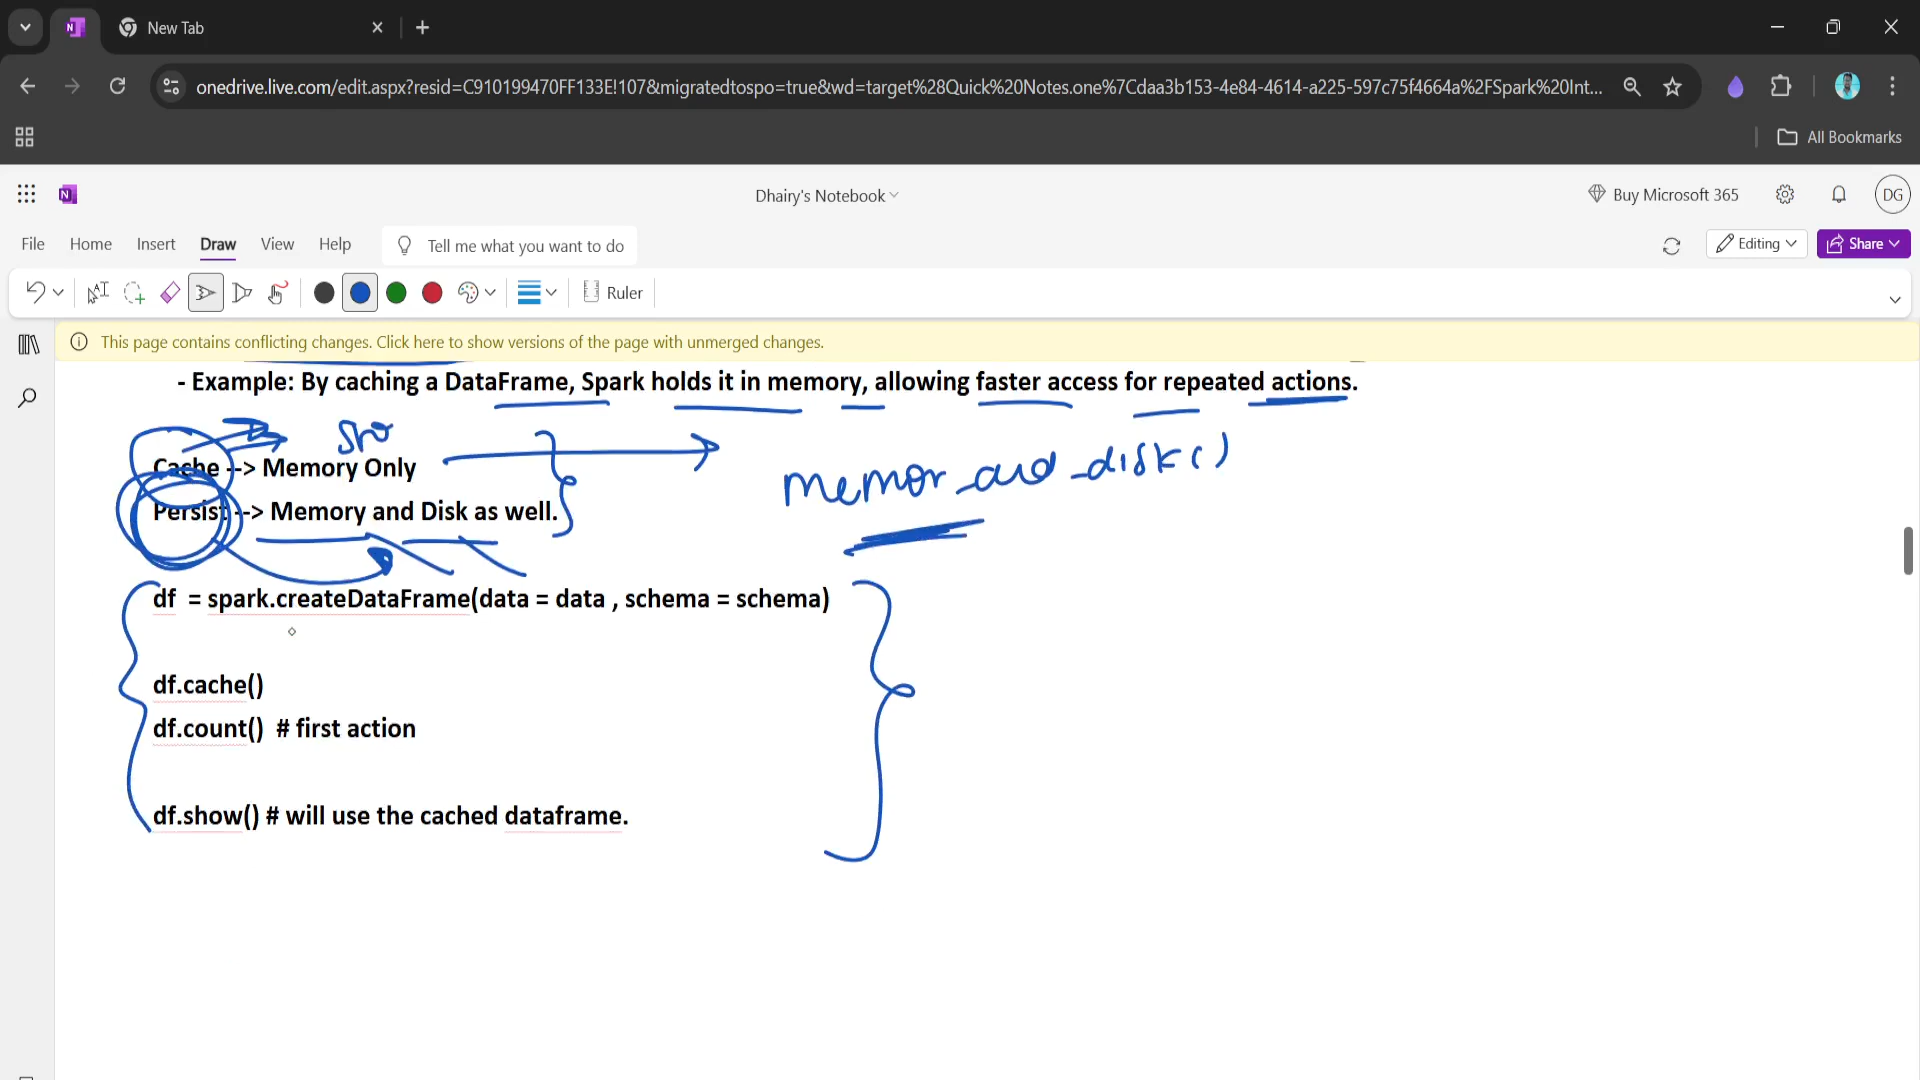 New Tab
onedrive.live.com/edit.aspx?resid=C910199470FF133E!107&migratedtospo=true&wd=target%28Quick%20Notes.one%7Cdaa3b153-4e84-4614-a225-597c75f4664a%2FSpark%20Int...
All Bookmarks
Dhairy's Notebook
Buy Microsoft 365
DG
File Home Insert Draw View Help Tell me what you want to do
Editing Share
Ruler
This page contains conflicting changes. Click here to show versions of the page with unmerged changes.
- Example: By caching a DataFrame, Spark holds it in memory, allowing faster access for repeated actions.
Cache --> Memory Only
memor_and_disk()
Persist --> Memory and Disk as well.
df = spark.createDataFrame(data = data , schema = schema)
df.cache()
df.count() # first action
df.show() # will use the cached dataframe.